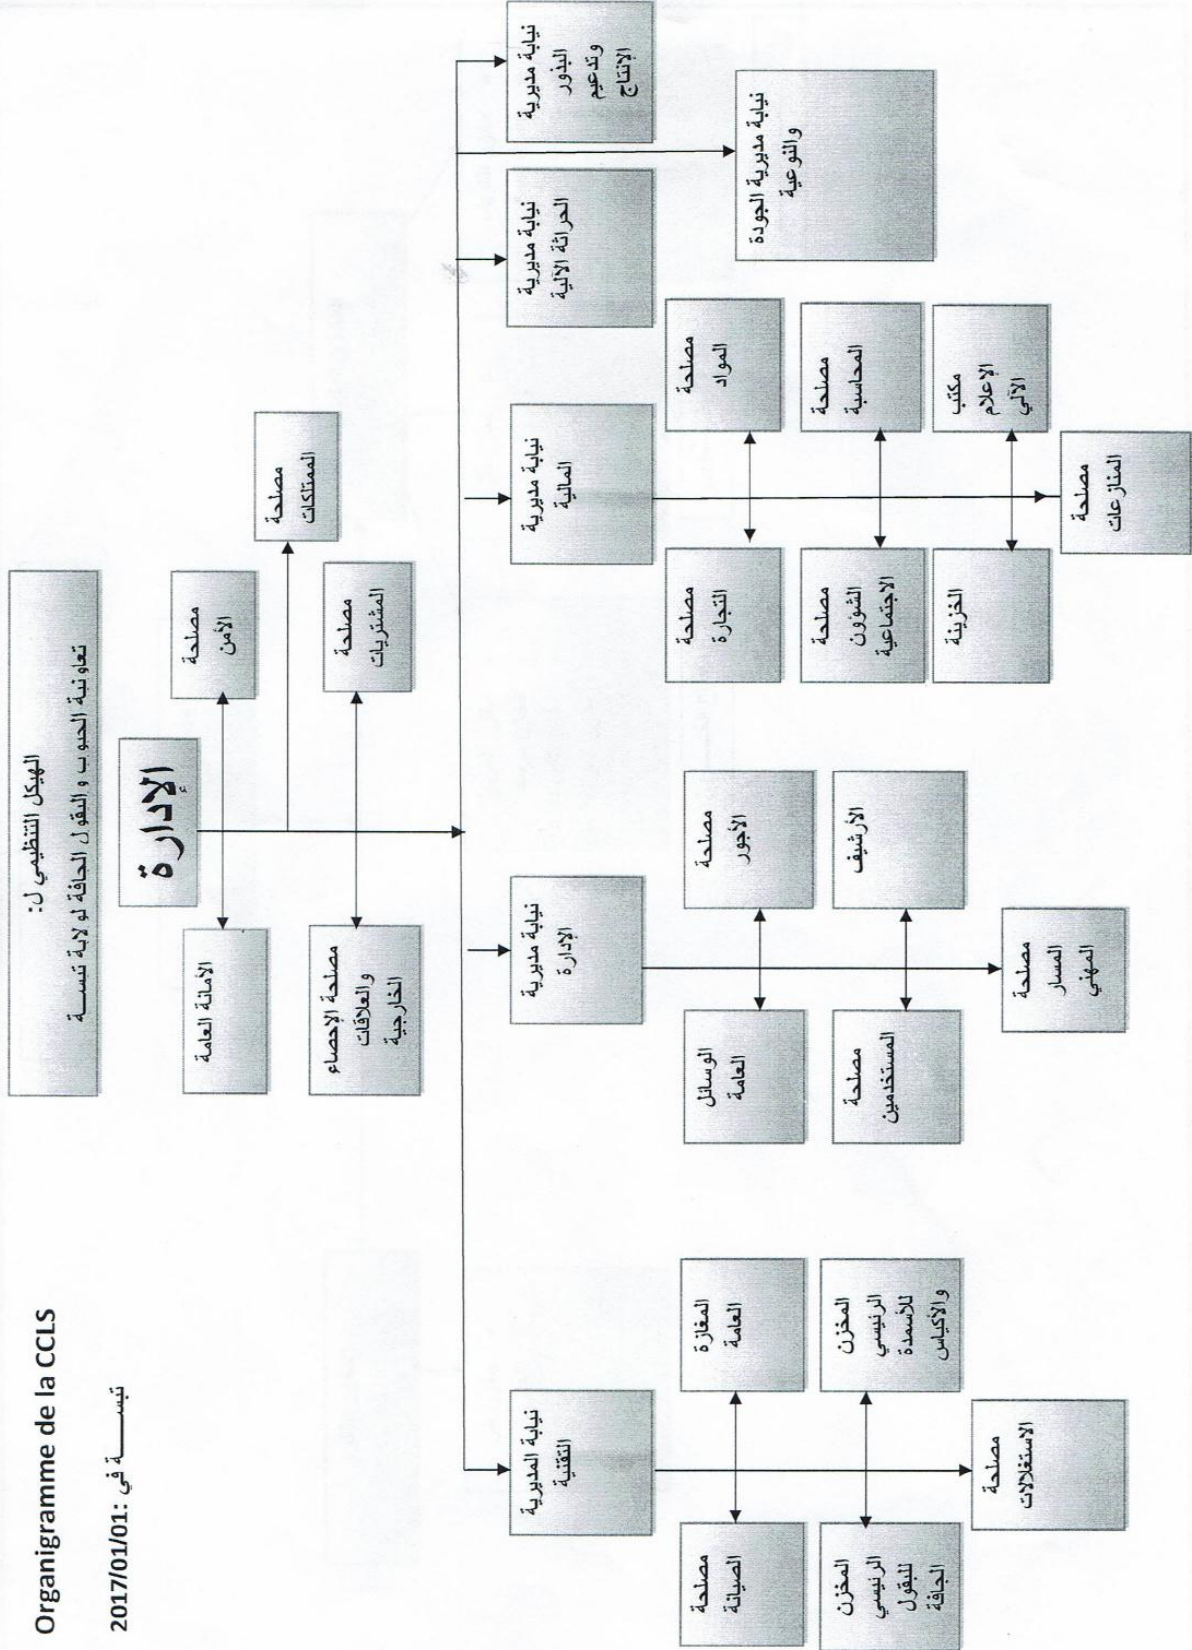 Organigramme de la CCLS
تبســــــة في :2017/01/01
الهيكل التنظيمي ل:
تعاونية الحبوب والبقول الجافة لولاية تبســة
الإدارة
الأمانة العامة
مصلحة
الأمن
مصلحة
الممتلكات
مصلحة الإحصاء
والعلاقات
الخارجية
مصلحة
المشتريات
نيابة المديرية
التقنية
نيابة مديرية
الإدارة
نيابة مديرية
المالية
نيابة مديرية
الحراثة الآلية
نيابة مديرية
البذور
وتدعيم
الإنتاج
نيابة مديرية الجودة
والنوعية
مصلحة
الصيانة
المغازة
العامة
المخزن
الرئيسي
للبقول
الجافة
المخزن
الرئيسي
للأسمدة
والأكياس
مصلحة
الاستغلالات
الوسائل
العامة
مصلحة
الأجور
مصلحة
المستخدمين
الأرشيف
مصلحة
المسار
المهني
مصلحة
التجارة
مصلحة
المواد
مصلحة
الشؤون
الاجتماعية
مصلحة
المحاسبة
الخزينة
مكتب
الإعلام
الآلي
مصلحة
المنازعات